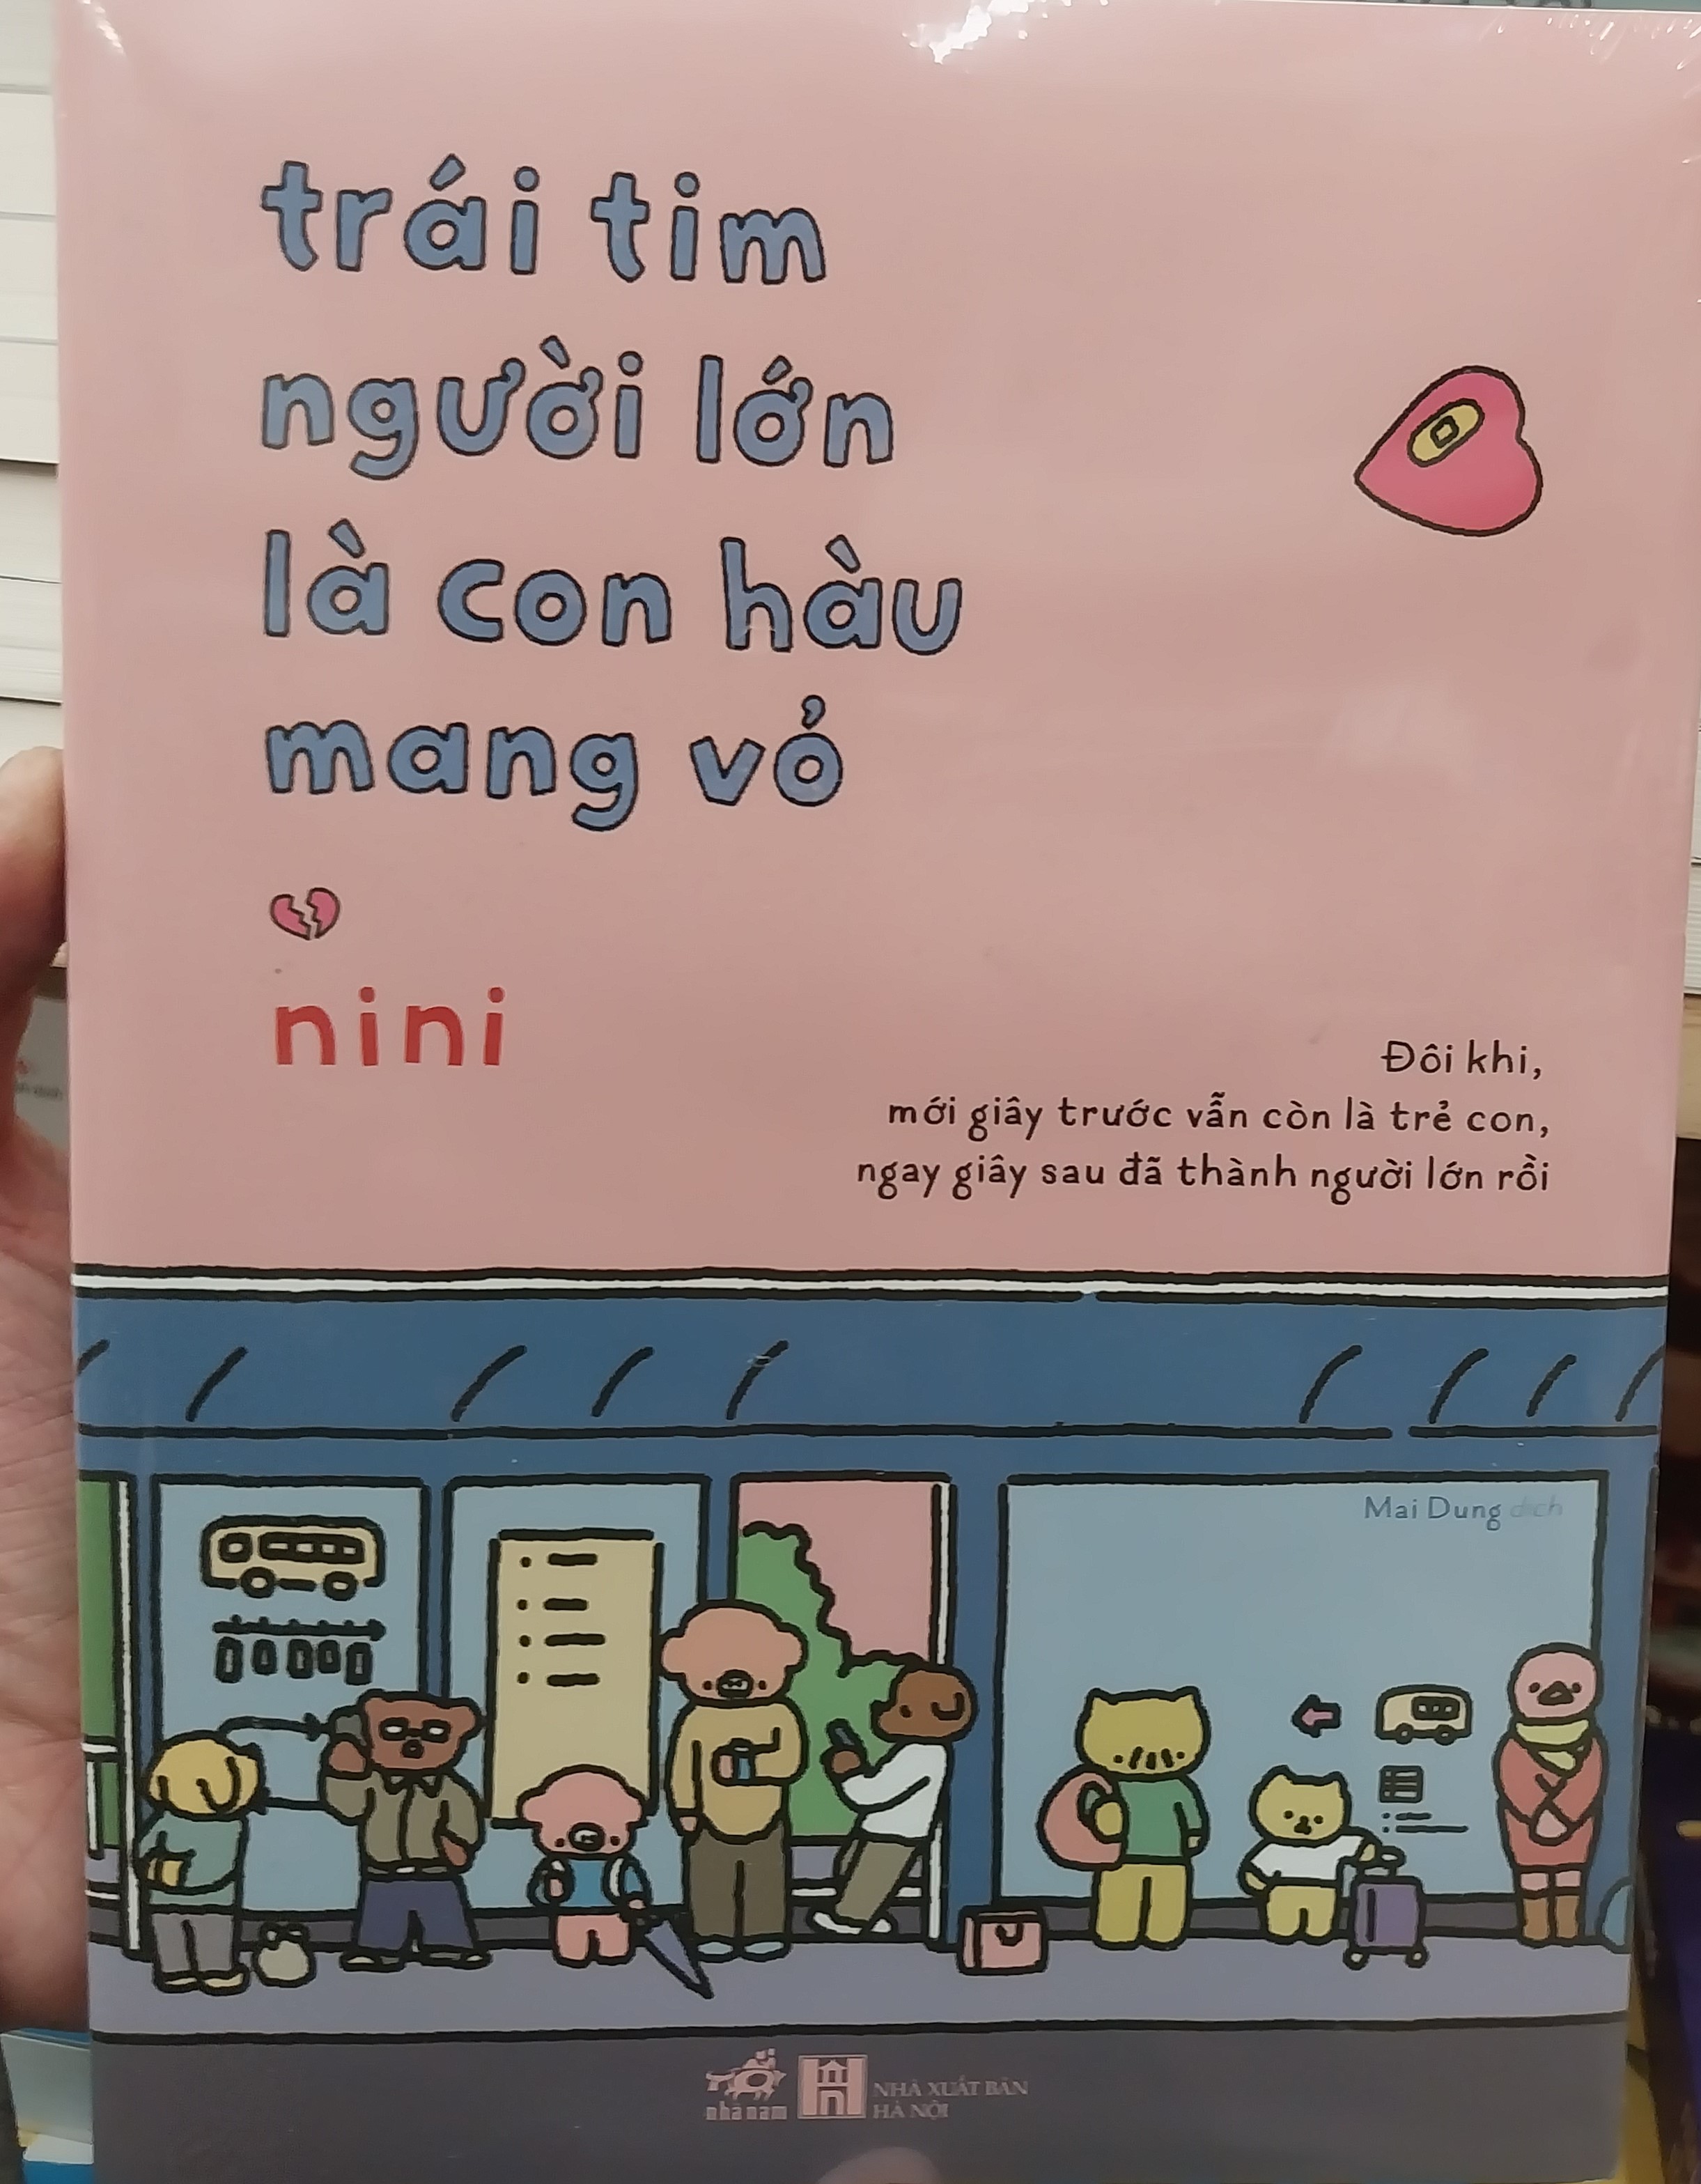 trái tim
người lớn
là con hàu
mang vỏ
nini
Đôi khi,
mới giây trước vẫn còn là trẻ con,
ngay giây sau đã thành người lớn rồi
Mai Dung dịch
nhã nam
NHÀ XUẤT BẢN
HÀ NỘI